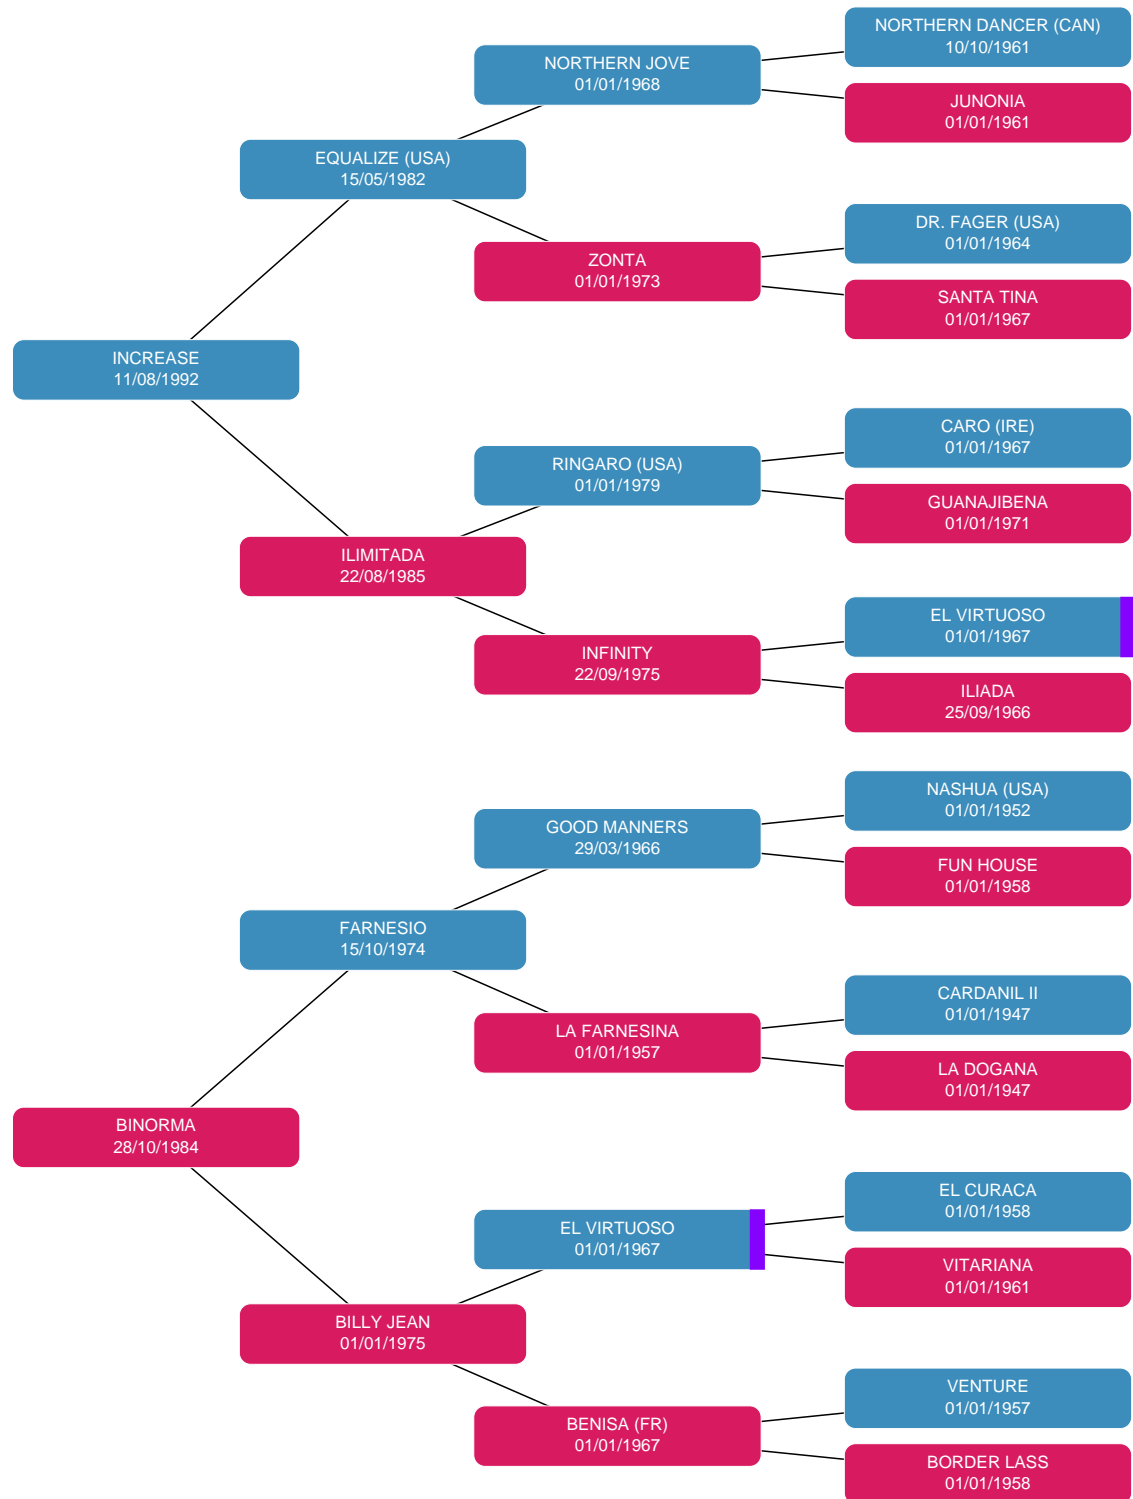 NORTHERN DANCER (CAN)
10/10/1961
NORTHERN JOVE
01/01/1968
JUNONIA
01/01/1961
EQUALIZE (USA)
15/05/1982
DR. FAGER (USA)
01/01/1964
ZONTA
01/01/1973
SANTA TINA
01/01/1967
INCREASE
11/08/1992
CARO (IRE)
01/01/1967
RINGARO (USA)
01/01/1979
GUANAJIBENA
01/01/1971
ILIMITADA
22/08/1985
EL VIRTUOSO
01/01/1967
INFINITY
22/09/1975
ILIADA
25/09/1966
NASHUA (USA)
01/01/1952
GOOD MANNERS
29/03/1966
FUN HOUSE
01/01/1958
FARNESIO
15/10/1974
CARDANIL II
01/01/1947
LA FARNESINA
01/01/1957
LA DOGANA
01/01/1947
BINORMA
28/10/1984
EL CURACA
01/01/1958
EL VIRTUOSO
01/01/1967
VITARIANA
01/01/1961
BILLY JEAN
01/01/1975
VENTURE
01/01/1957
BENISA (FR)
01/01/1967
BORDER LASS
01/01/1958